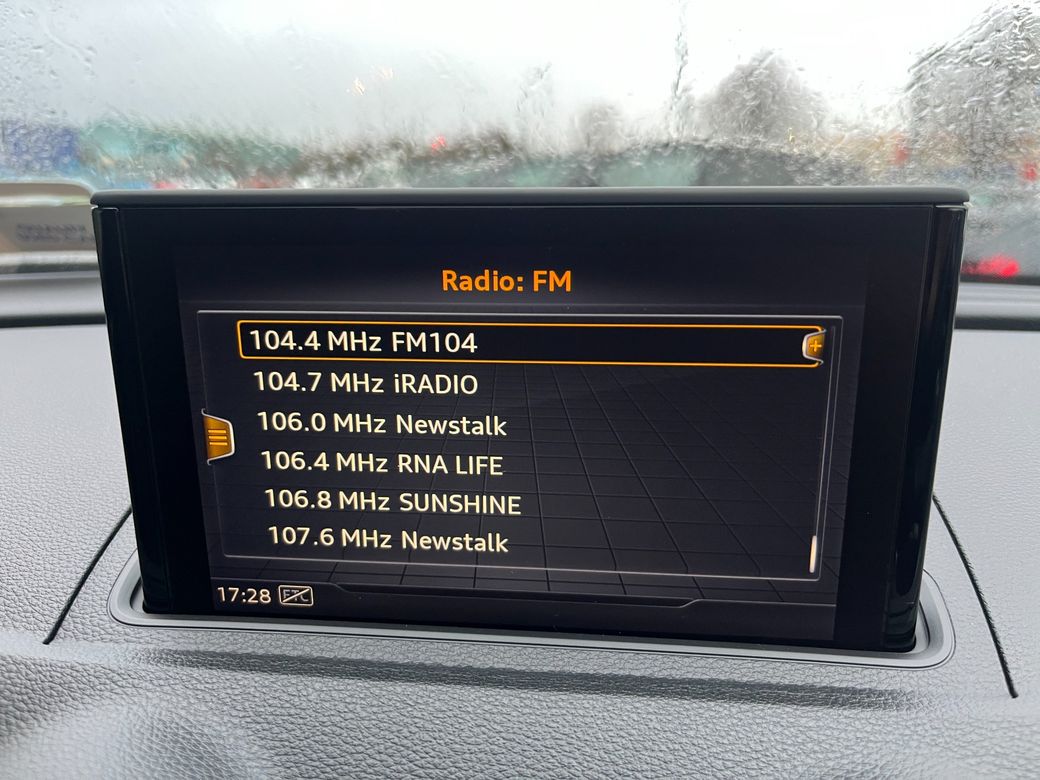 Radio: FM
104.4 MHz FM104
104.7 MHz iRADIO
106.0 MHz Newstalk
106.4 MHz RNA LIFE
106.8 MHz SUNSHINE
107.6 MHz Newstalk
17:28 ETC